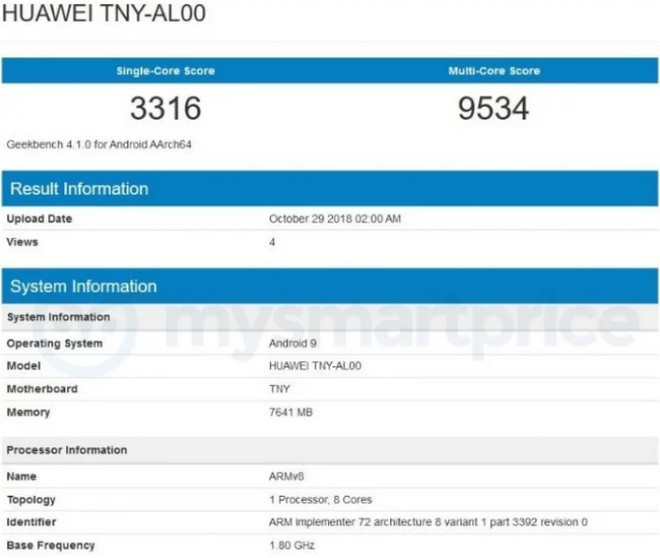 HUAWEI TNY-AL00
Single-Core Score Multi-Core Score
3316 9534
Geekbench 4.1.0 for Android AArch64
Result Information
Upload Date October 29 2018 02:00 AM
Views 4
System Information
mysmartprice
System Information
Operating System Android 9
Model HUAWEI TNY-AL00
Motherboard TNY
Memory 7641 MB
Processor Information
Name ARMv8
Topology 1 Processor, 8 Cores
Identifier ARM implementer 72 architecture 8 variant 1 part 3392 revision 0
Base Frequency 1.80 GHz